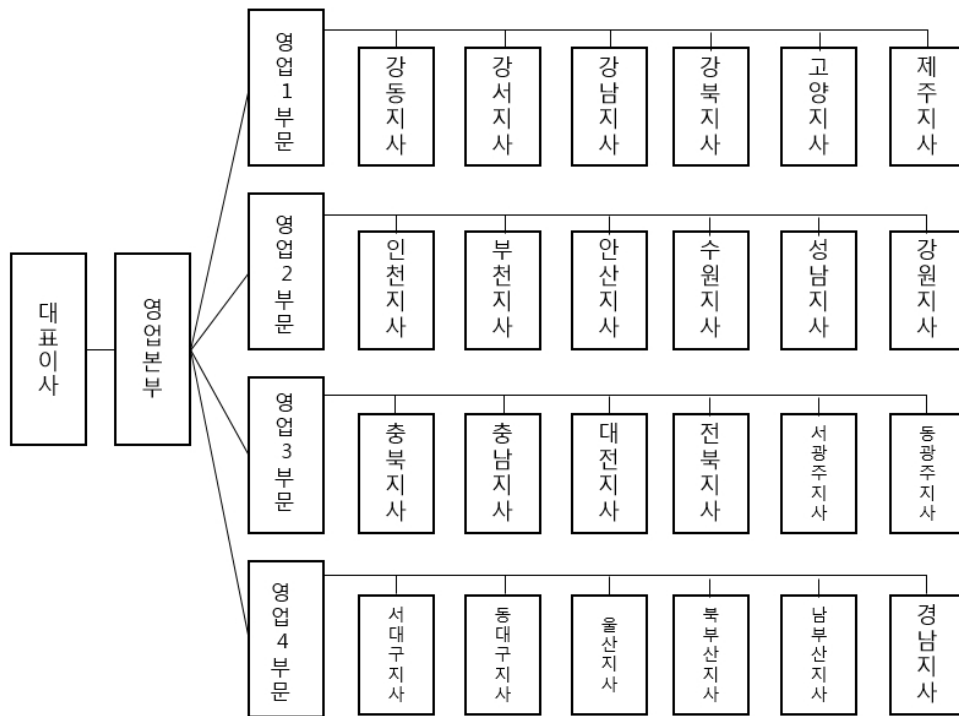 대표이사
영업본부
영업1부문
강동지사
강서지사
강남지사
강북지사
고양지사
제주지사
영업2부문
인천지사
부천지사
안산지사
수원지사
성남지사
강원지사
영업3부문
충북지사
충남지사
대전지사
전북지사
서광주지사
동광주지사
영업4부문
서대구지사
동대구지사
울산지사
북부산지사
남부산지사
경남지사